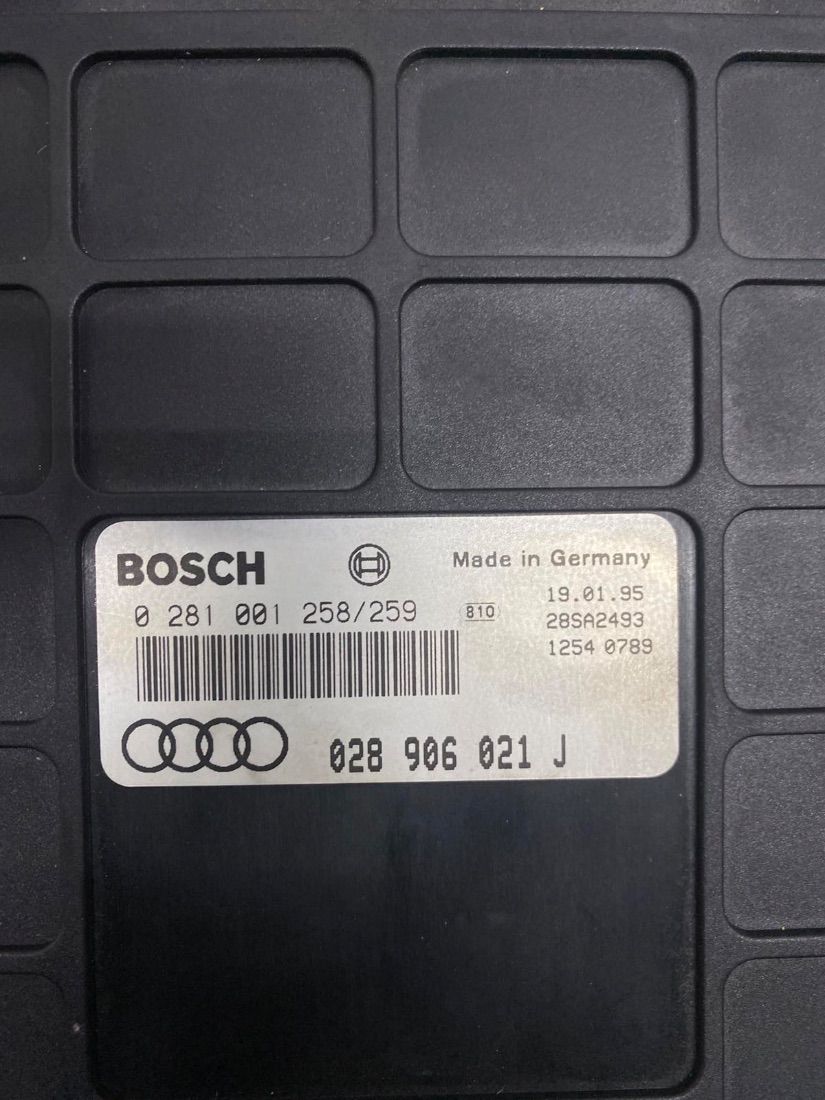 BOSCH
Made in Germany
0 281 001 258/259
810
19.01.95
28SA2493
1254 0789
028 906 021 J